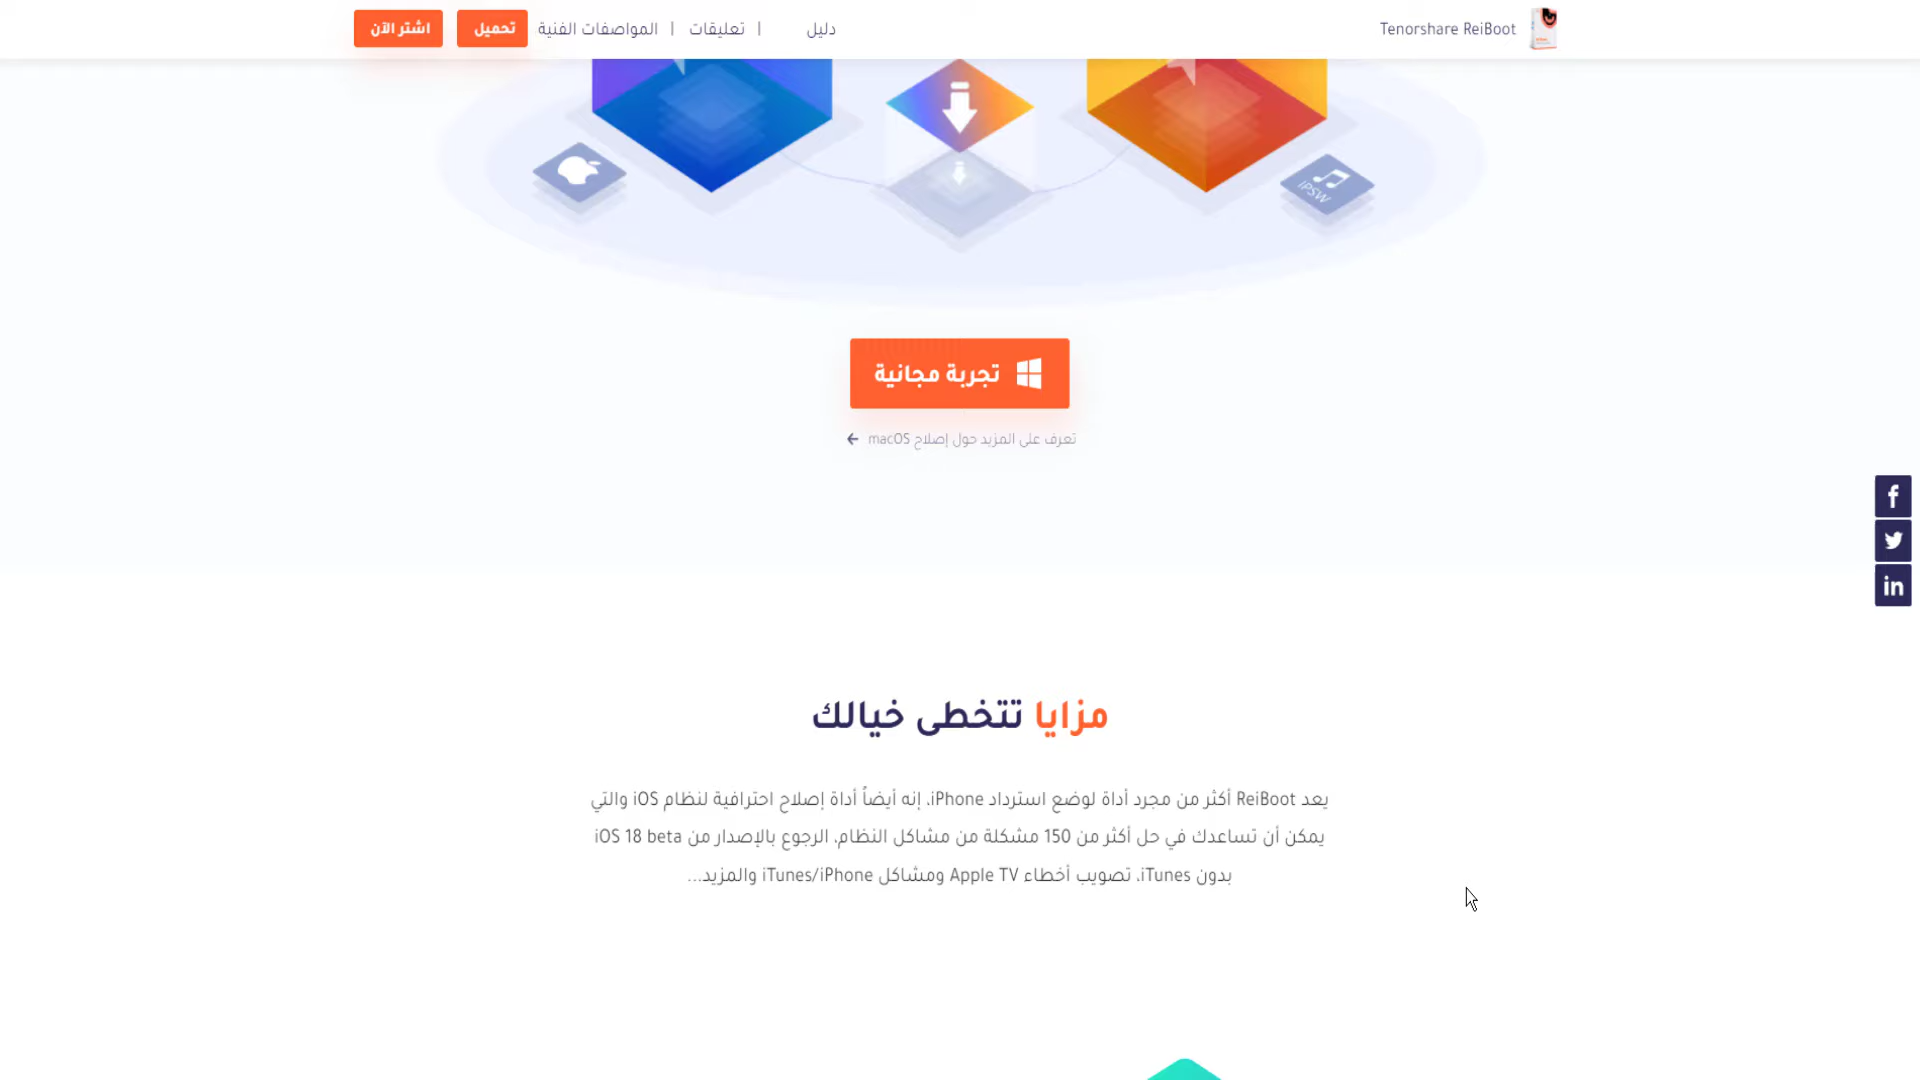 Tenorshare ReiBoot
دليل | تعليقات | المواصفات الفنية
تحميل
اشتر الآن
iPSW
تجربة مجانية
تعرف على المزيد حول إصلاح macOS
مزايا تتخطى خيالك
يعد ReiBoot أكثر من مجرد أداة لوضع استرداد iPhone، إنه أيضاً أداة إصلاح احترافية لنظام iOS والتي
يمكن أن تساعدك في حل أكثر من 150 مشكلة من مشاكل النظام، الرجوع بالإصدار من iOS 18 beta
بدون iTunes، تصويب أخطاء Apple TV ومشاكل iTunes/iPhone والمزيد...